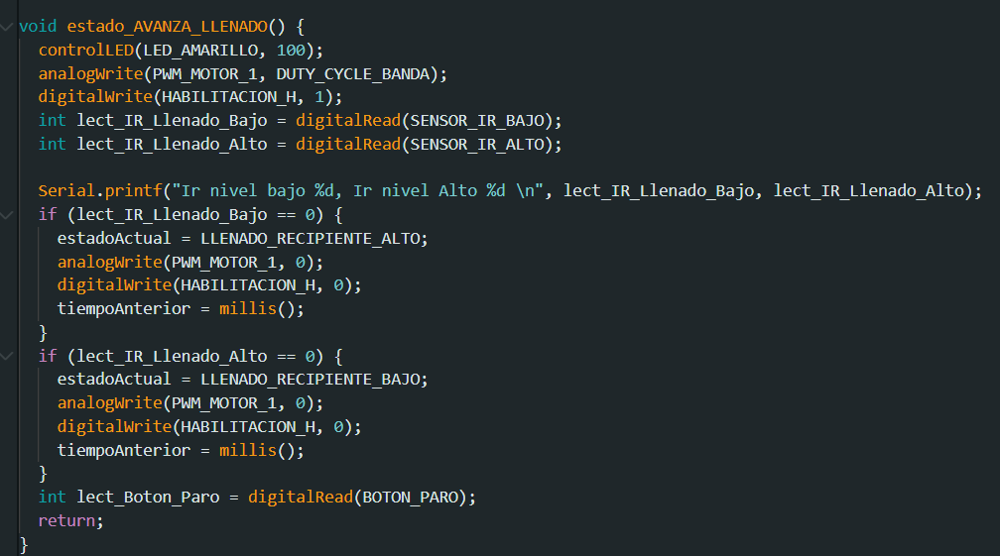 void estado_AVANZA_LLENADO() {
  controlLED(LED_AMARILLO, 100);
  analogWrite(PWM_MOTOR_1, DUTY_CYCLE_BANDA);
  digitalWrite(HABILITACION_H, 1);
  int lect_IR_Llenado_Bajo = digitalRead(SENSOR_IR_BAJO);
  int lect_IR_Llenado_Alto = digitalRead(SENSOR_IR_ALTO);

  Serial.printf("Ir nivel bajo %d, Ir nivel Alto %d \n", lect_IR_Llenado_Bajo, lect_IR_Llenado_Alto);
  if (lect_IR_Llenado_Bajo == 0) {
    estadoActual = LLENADO_RECIPIENTE_ALTO;
    analogWrite(PWM_MOTOR_1, 0);
    digitalWrite(HABILITACION_H, 0);
    tiempoAnterior = millis();
  }
  if (lect_IR_Llenado_Alto == 0) {
    estadoActual = LLENADO_RECIPIENTE_BAJO;
    analogWrite(PWM_MOTOR_1, 0);
    digitalWrite(HABILITACION_H, 0);
    tiempoAnterior = millis();
  }
  int lect_Boton_Paro = digitalRead(BOTON_PARO);
  return;
}